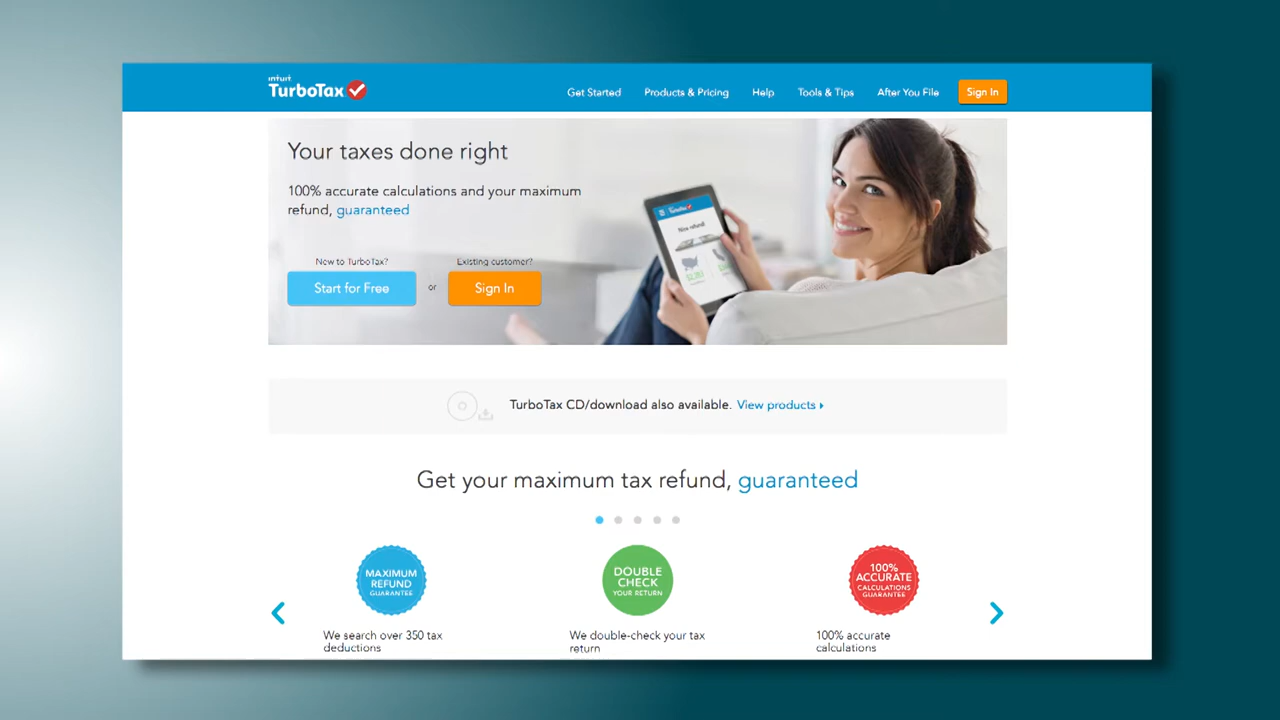 intuit
TurboTax
Get Started
Products & Pricing
Help
Tools & Tips
After You File
Sign In
Your taxes done right
100% accurate calculations and your maximum
refund, guaranteed
New to TurboTax?
Existing customer?
Start for Free
or
Sign In
TurboTax
Nice refund!
TurboTax CD/download also available. View products
Get your maximum tax refund, guaranteed
MAXIMUM
REFUND
GUARANTEE
DOUBLE
CHECK
YOUR RETURN
100%
ACCURATE
CALCULATIONS
GUARANTEE
We search over 350 tax
deductions
We double-check your tax
return
100% accurate
calculations